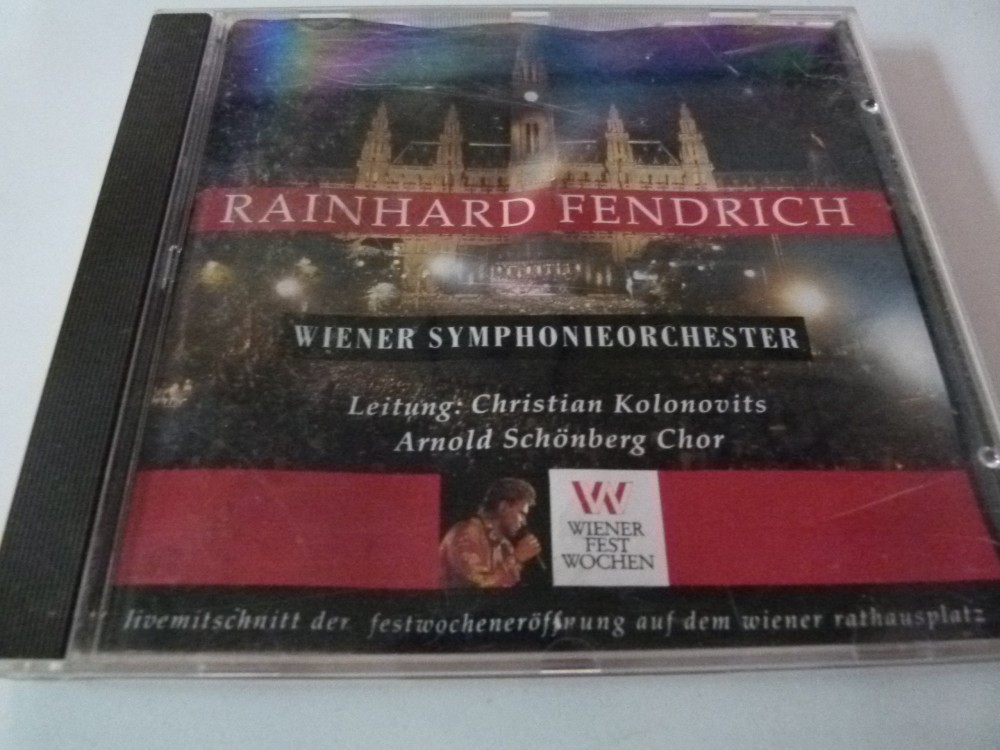 RAINHARD FENDRICH
WIENER SYMPHONIEORCHESTER
Leitung: Christian Kolonovits
Arnold Schönberg Chor
W
WIENER
FEST
WOCHEN
livemitschnitt der festwocheneröffnung auf dem wiener rathausplatz